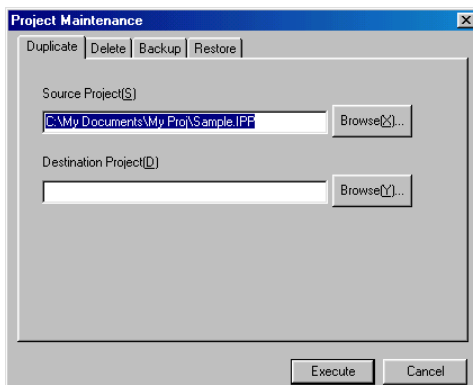 Project Maintenance
Duplicate Delete Backup Restore
Source Project(S)
C:\My Documents\My Proj\Sample.IPP
Browse(X)...
Destination Project(D)
Browse(Y)...
Execute Cancel